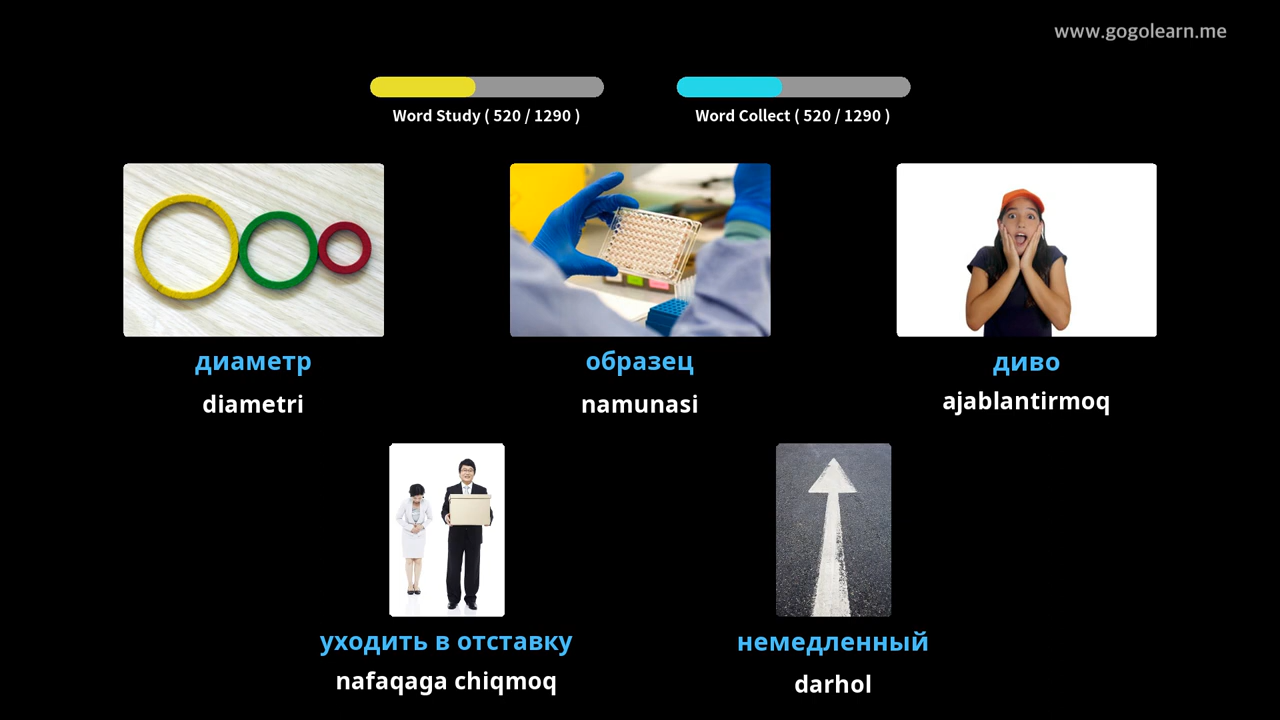 www.gogolearn.me
Word Study ( 520 / 1290 )
Word Collect ( 520 / 1290 )
диаметр
diametri
образец
namunasi
диво
ajablantirmoq
уходить в отставку
nafaqaga chiqmoq
немедленный
darhol